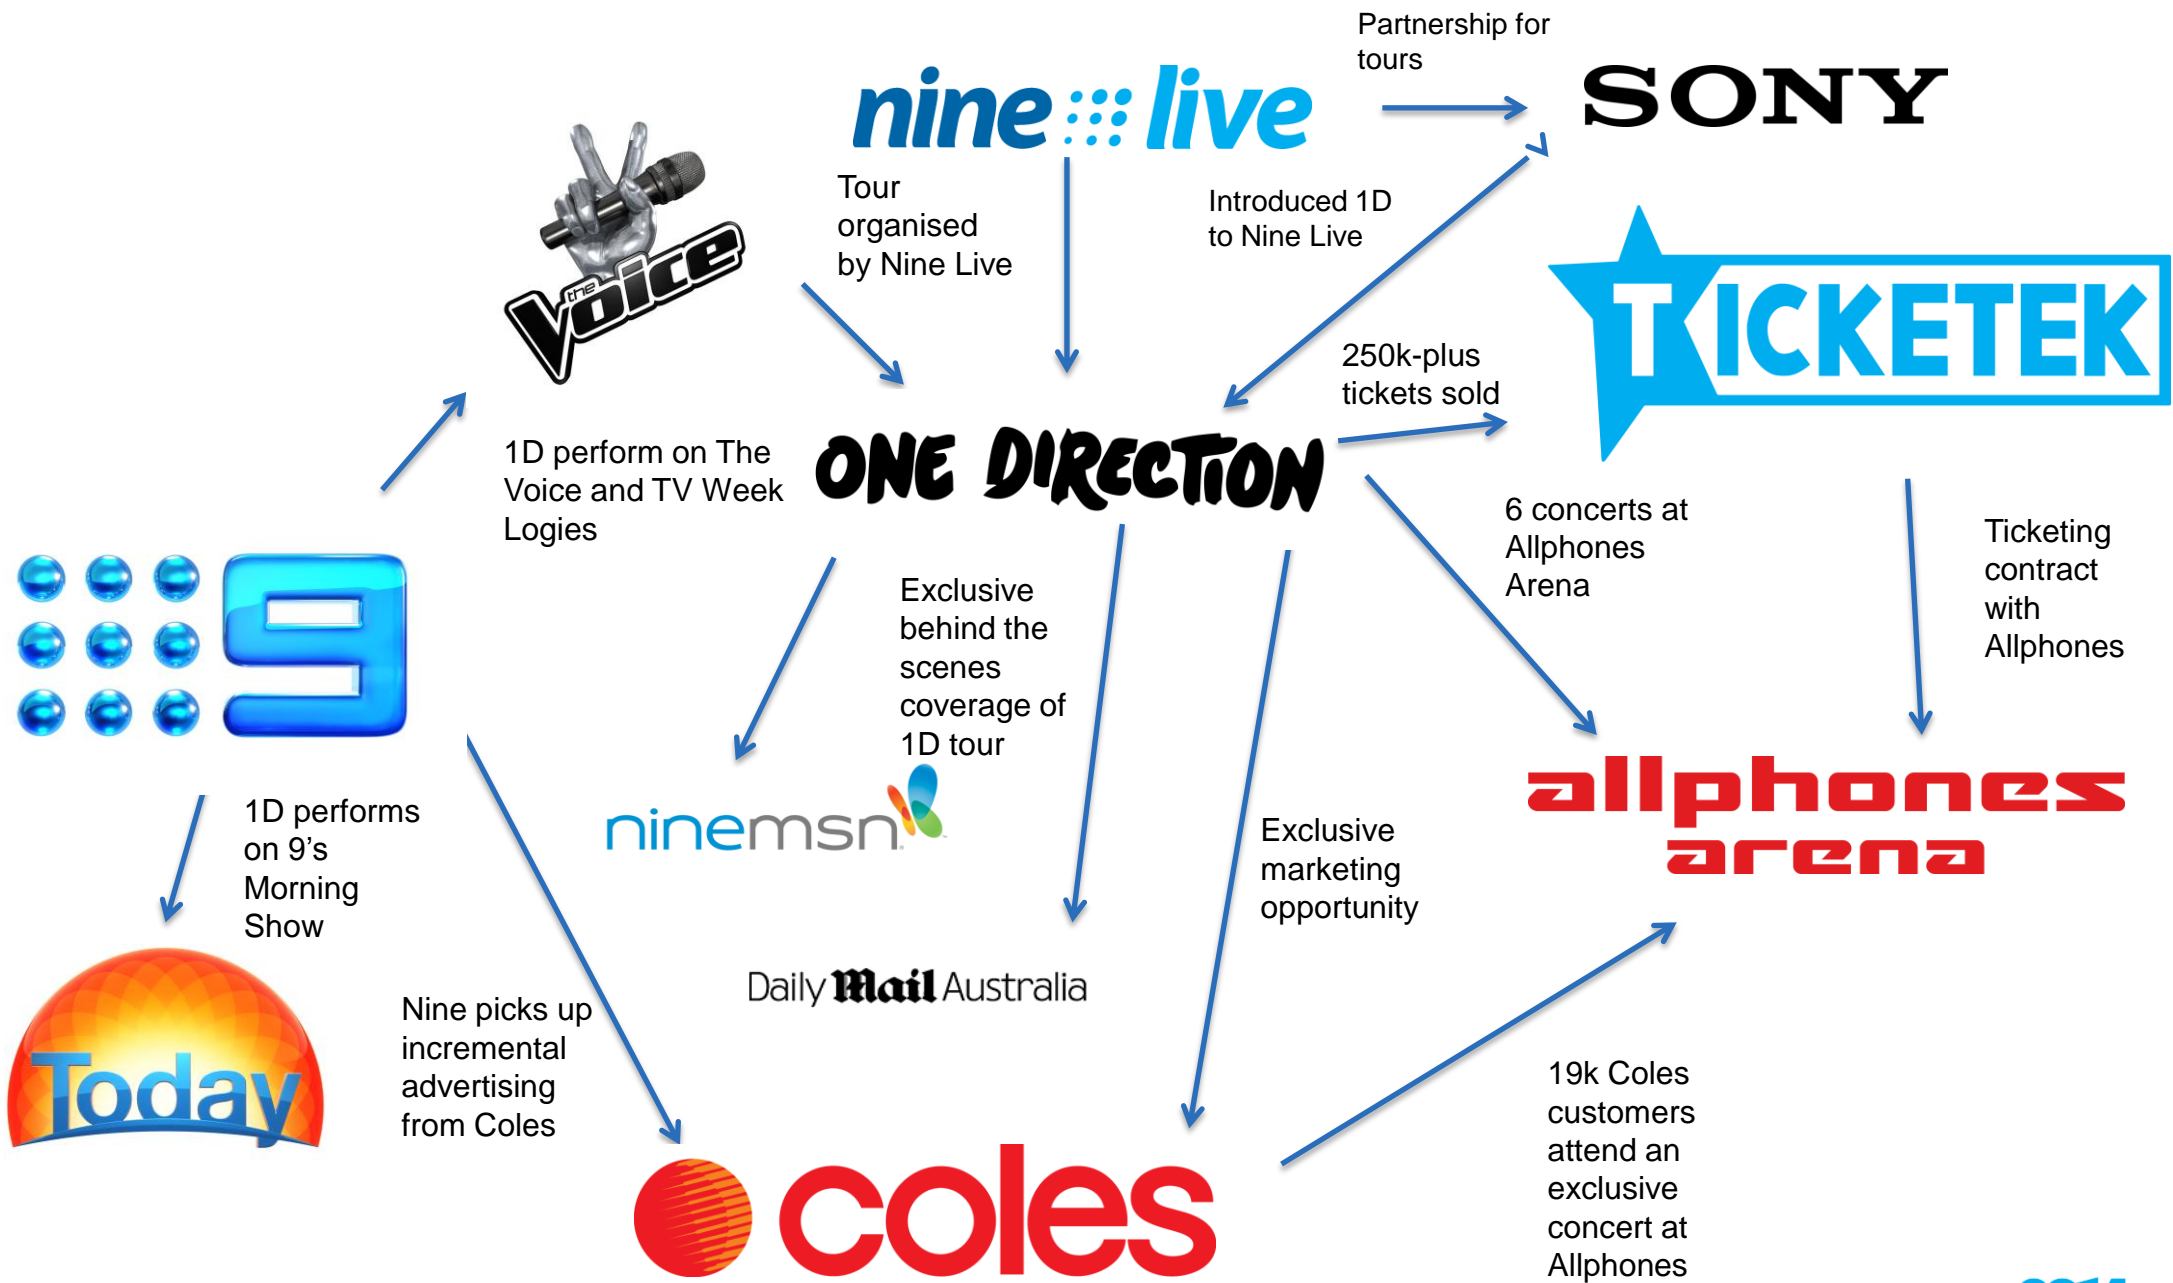 Partnership for
tours
nine live
SONY
the
Voice
Tour
organised
by Nine Live
Introduced 1D
to Nine Live
TICKETEK
250k-plus
tickets sold
1D perform on The
Voice and TV Week
Logies
ONE DIRECTION
6 concerts at
Allphones
Arena
Ticketing
contract
with
Allphones
9
Exclusive
behind the
scenes
coverage of
1D tour
ninemsn
allphones
arena
1D performs
on 9's
Morning
Show
Exclusive
marketing
opportunity
Today
Daily Mail Australia
Nine picks up
incremental
advertising
from Coles
19k Coles
customers
attend an
exclusive
concert at
Allphones
coles